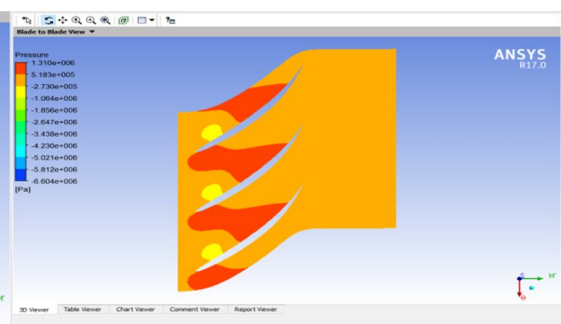 Blade to Blade View
Pressure
1.310e+006
5.183e+005
-2.730e+005
-1.064e+006
-1.856e+006
-2.647e+006
-3.438e+006
-4.230e+006
-5.021e+006
-5.812e+006
-6.604e+006
[Pa]
ANSYS
R17.0
M'
M'
3D Viewer Table Viewer Chart Viewer Comment Viewer Report Viewer